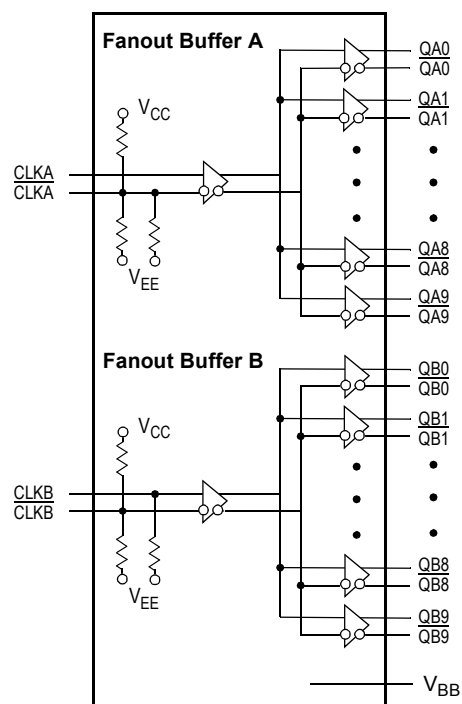 Fanout Buffer A
VCC
CLKA
CLKA
VEE
QA0
QA0
QA1
QA1
QA8
QA8
QA9
QA9
Fanout Buffer B
VCC
CLKB
CLKB
VEE
QB0
QB0
QB1
QB1
QB8
QB8
QB9
QB9
VBB